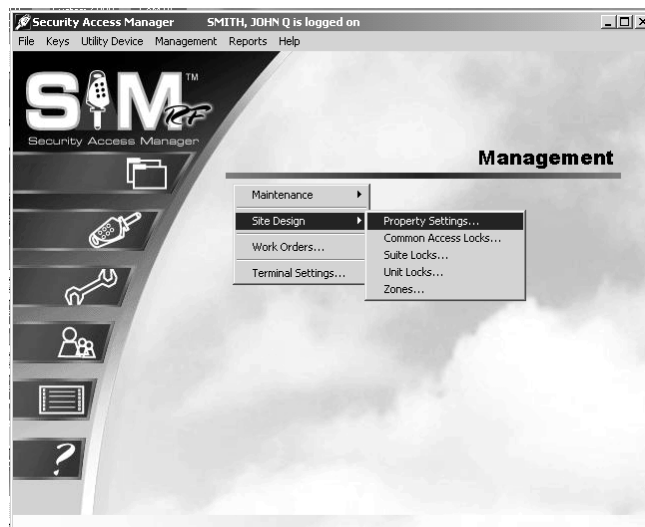 Security Access Manager SMITH, JOHN Q is logged on
File Keys Utility Device Management Reports Help
SAM TM
RF
Security Access Manager
Management
Maintenance
Site Design
Work Orders...
Terminal Settings...
Property Settings...
Common Access Locks...
Suite Locks...
Unit Locks...
Zones...
?